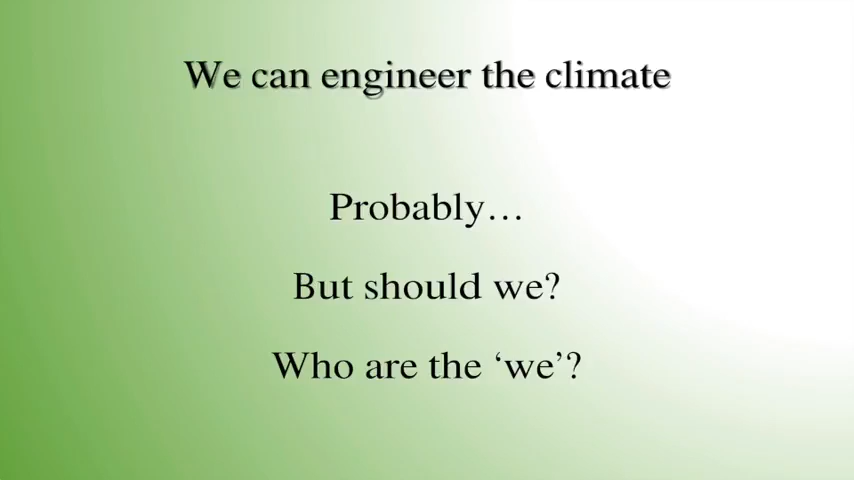 We can engineer the climate
Probably…
But should we?
Who are the ‘we’?